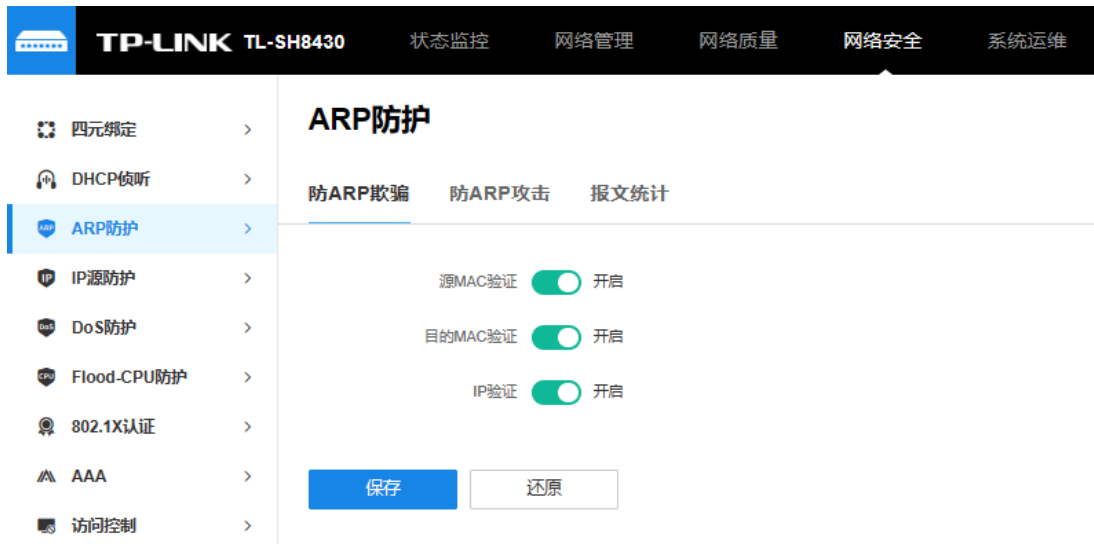 TP-LINK TL-SH8430 状态监控 网络管理 网络质量 网络安全 系统运维
四元绑定
DHCP侦听
ARP
ARP防护
IP
IP源防护
DoS
DoS防护
CPU
Flood-CPU防护
802.1X认证
AAA
访问控制
ARP防护
防ARP欺骗 防ARP攻击 报文统计
源MAC验证 开启
目的MAC验证 开启
IP验证 开启
保存 还原